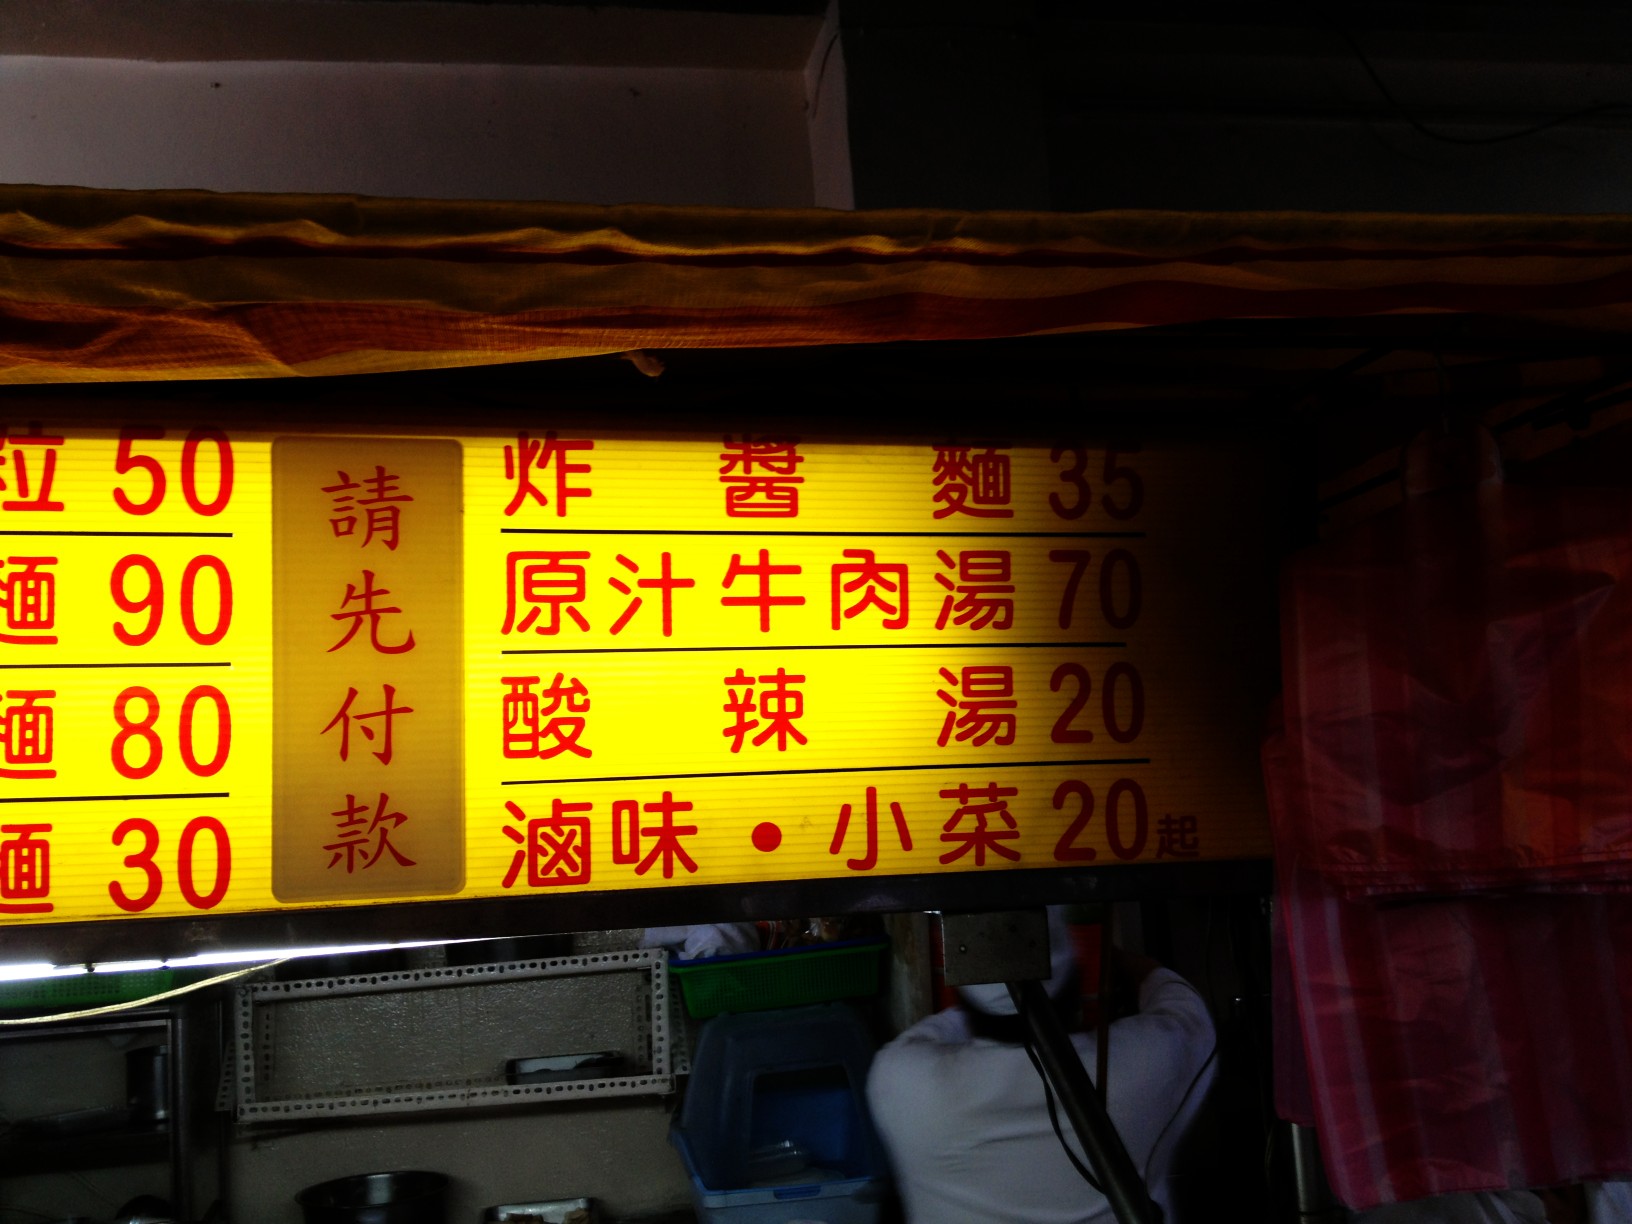 粒 50
麵 90
麵 80
麵 30
請先付款
炸醬麵 35
原汁牛肉湯 70
酸辣湯 20
滷味・小菜 20起